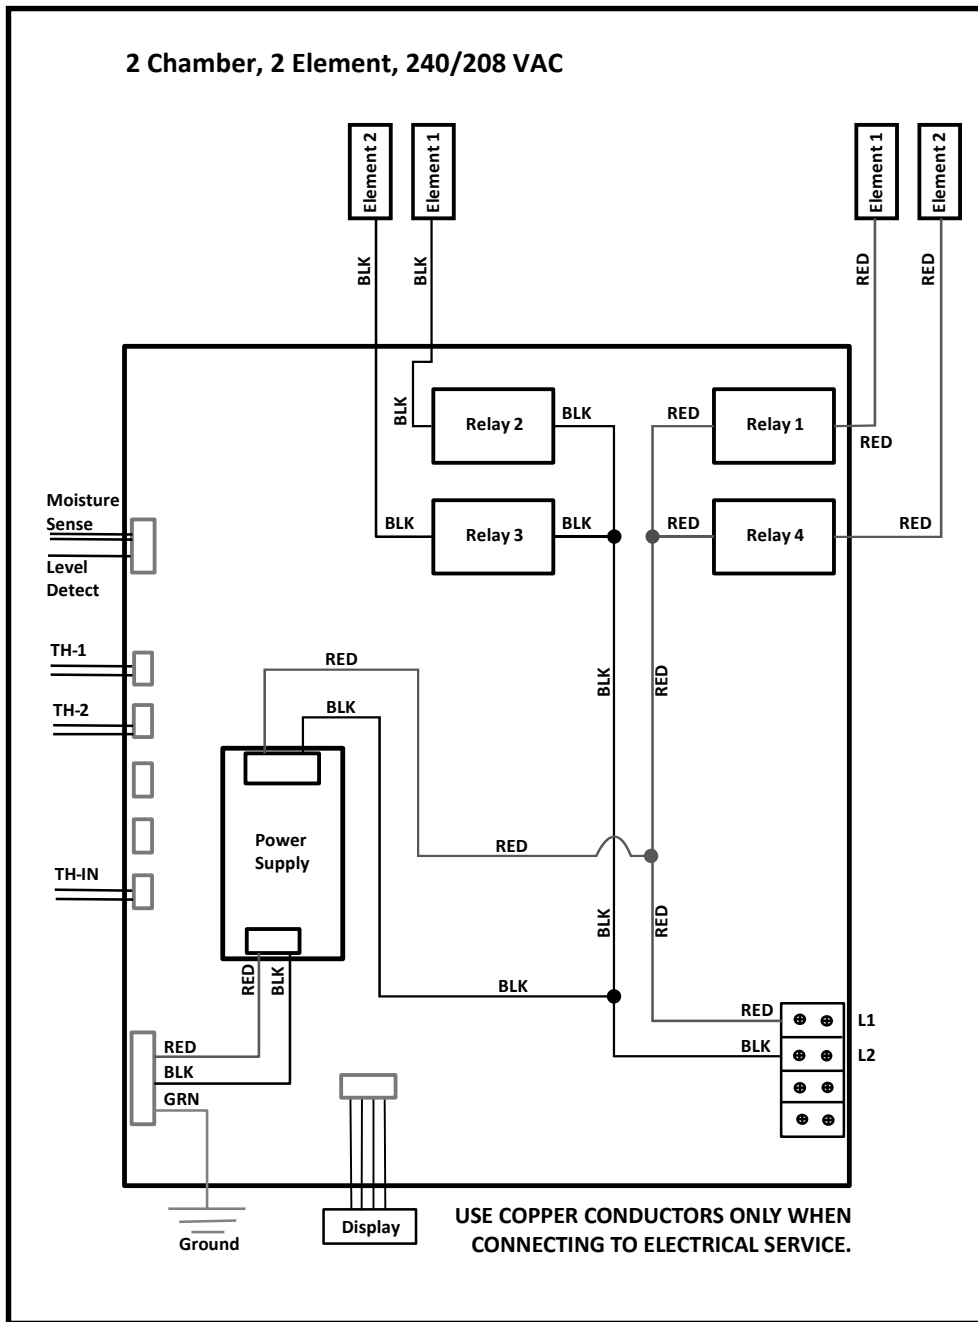 2 Chamber, 2 Element, 240/208 VAC
Element 2
Element 1
Element 1
Element 2
BLK
BLK
RED
RED
BLK
Relay 2
BLK
RED
Relay 1
RED
BLK
Relay 3
BLK
RED
Relay 4
RED
Moisture
Sense
Level
Detect
TH-1
TH-2
TH-IN
RED
BLK
BLK
RED
Power
Supply
RED
BLK
RED
RED
BLK
BLK
RED
L1
BLK
L2
RED
BLK
GRN
Ground
Display
USE COPPER CONDUCTORS ONLY WHEN
CONNECTING TO ELECTRICAL SERVICE.